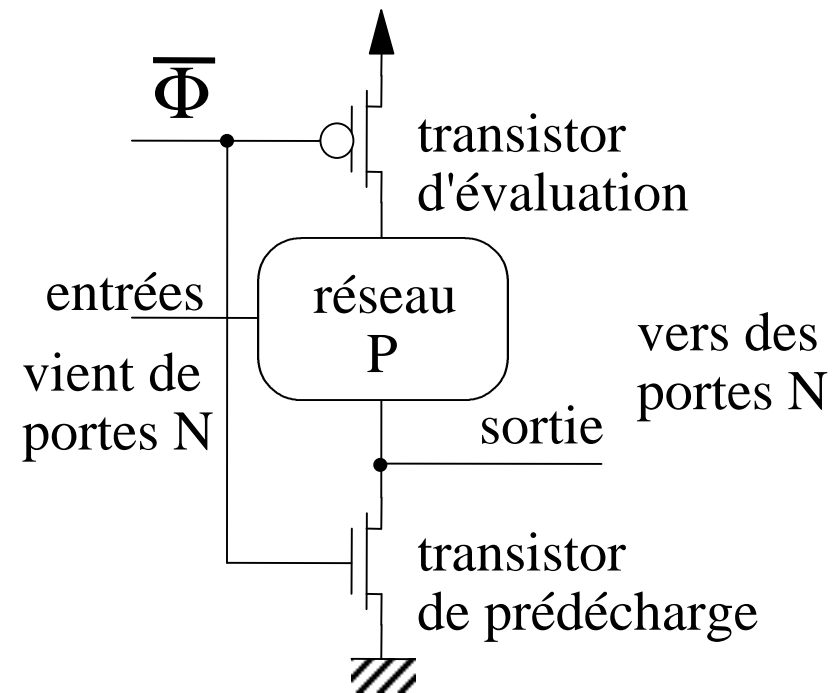 Φ̅
transistor
d'évaluation
entrées
réseau
P
vient de
portes N
vers des
portes N
sortie
transistor
de prédécharge